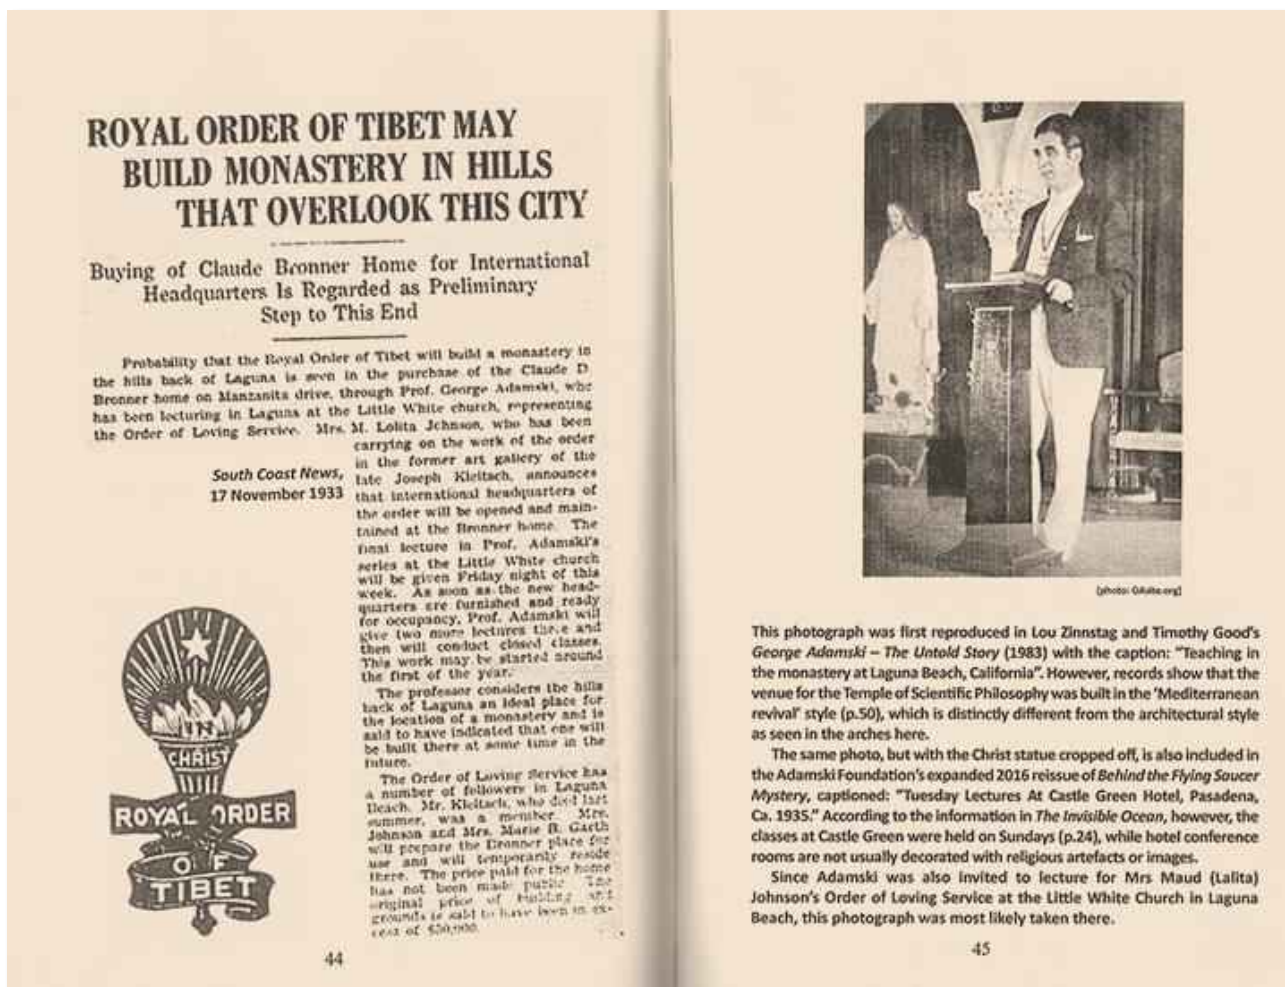 ROYAL ORDER OF TIBET MAY
BUILD MONASTERY IN HILLS
THAT OVERLOOK THIS CITY
Buying of Claude Bronner Home for International
Headquarters Is Regarded as Preliminary
Step to This End
Probability that the Royal Order of Tibet will build a monastery in
the hills back of Laguna is seen in the purchase of the Claude D
Bronner home on Manzanita drive, through Prof. George Adamski, who
has been lecturing in Laguna at the Little White church, representing
the Order of Loving Service. Mrs. M. Lolita Johnson, who has been
carrying on the work of the order
in the former art gallery of the
late Joseph Kleitsch, announces
that international headquarters of
the order will be opened and main-
tained at the Bronner home. The
final lecture in Prof. Adamski's
series at the Little White church
will be given Friday night of this
week. As soon as the new head-
quarters are furnished and ready
for occupancy, Prof. Adamski will
give two more lectures there and
then will conduct closed classes.
This work may be started around
the first of the year.
The professor considers the hills
back of Laguna an ideal place for
the location of a monastery and is
said to have indicated that one will
be built there at some time in the
future.
The Order of Loving Service has
a number of followers in Laguna
Beach. Mr. Kleitsch, who died last
summer, was a member. Mrs.
Johnson and Mrs. Marie B. Garth
will prepare the Bronner place for
use and will temporarily reside
there. The price paid for the home
has not been made public. The
original price of building and
grounds is said to have been in ex-
cess of $50,000.
South Coast News,
17 November 1933
IN
CHRIST
ROYAL ORDER
OF
TIBET
44
(photo: GAsite.org)
This photograph was first reproduced in Lou Zinnstag and Timothy Good's
George Adamski – The Untold Story (1983) with the caption: "Teaching in
the monastery at Laguna Beach, California". However, records show that the
venue for the Temple of Scientific Philosophy was built in the 'Mediterranean
revival' style (p.50), which is distinctly different from the architectural style
as seen in the arches here.
The same photo, but with the Christ statue cropped off, is also included in
the Adamski Foundation's expanded 2016 reissue of Behind the Flying Saucer
Mystery, captioned: "Tuesday Lectures At Castle Green Hotel, Pasadena,
Ca. 1935." According to the information in The Invisible Ocean, however, the
classes at Castle Green were held on Sundays (p.24), while hotel conference
rooms are not usually decorated with religious artefacts or images.
Since Adamski was also invited to lecture for Mrs Maud (Lalita)
Johnson's Order of Loving Service at the Little White Church in Laguna
Beach, this photograph was most likely taken there.
45